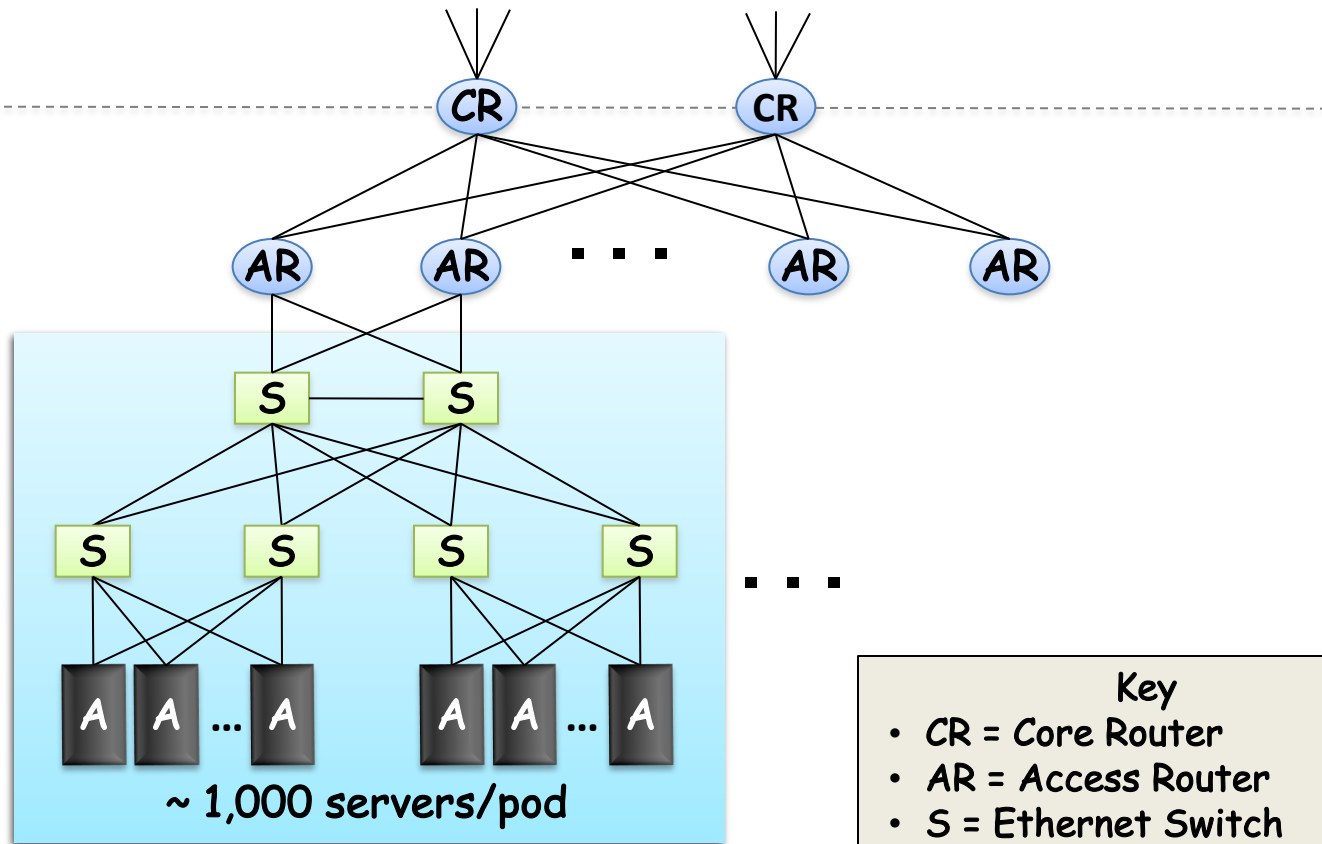 CR CR
AR AR . . . AR AR
S S
S S S S
. . .
A A ... A A A ... A
~ 1,000 servers/pod
Key
• CR = Core Router
• AR = Access Router
• S = Ethernet Switch